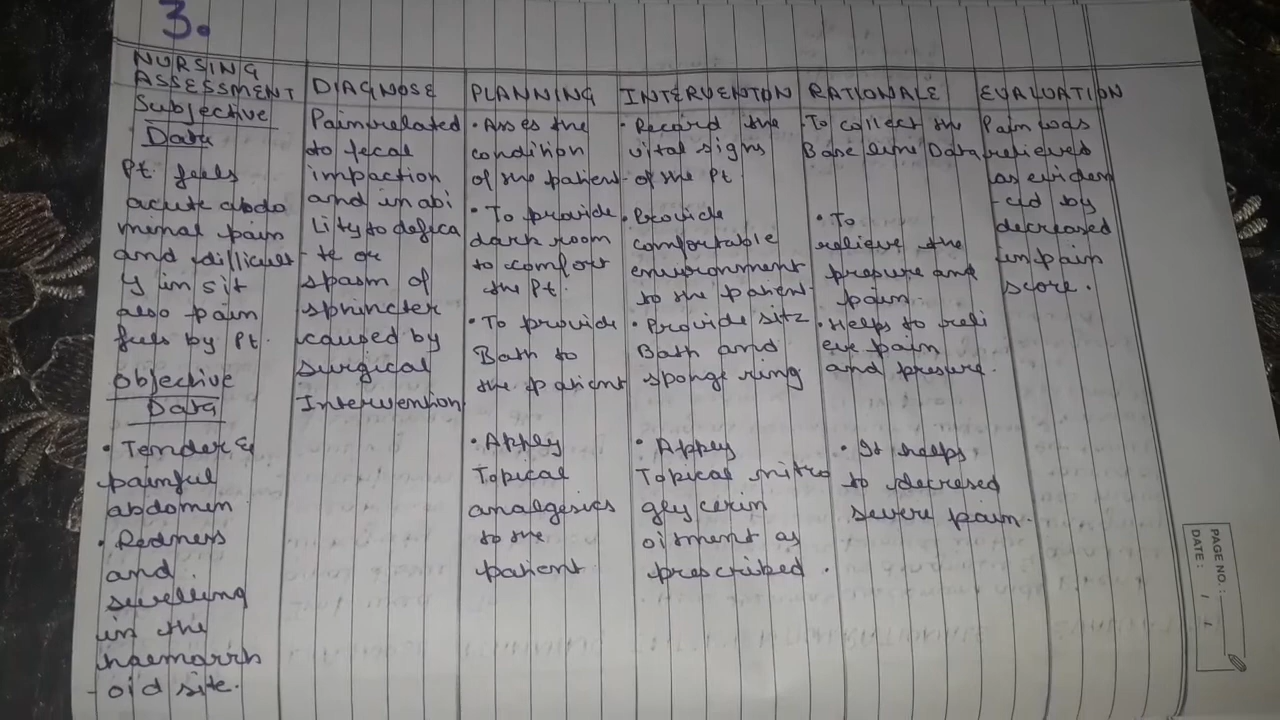 3.
NURSING
ASSESSMENT
Subjective
Data
Pt. feels
acute abdo
minal pain
and difficult
y in sit
also pain
feels by Pt.
Objective
Data
• Tender &
painful
abdomen
• Redness
and
swelling
in the
haemorrh
- oid site.
DIAGNOSE
Pain related
to fecal
impaction
and inabi
lity to defica
- te or
spasm of
sphincter
caused by
surgical
Intervention
PLANNING
• Asses the
condition
of the patient
• To provide
dark room
to comfort
the Pt.
• To provide
Bath to
the patient
• Apply
Topical
analgesics
to the
patient
INTERVENTON
• Record the
vital signs
of the Pt
• Provide
comfortable
environment
to the patient
• Provide sitz
Bath and
sponge ring
• Apply
Topical nitro
glycerin
oitment as
prescribed.
RATIONALE
To collect the
Base line Data
• To
relieve the
presure and
pain.
• Helps to reli
eve pain
and presure.
• It helps
to decresed
severe pain.
EVALUATION
Pain was
relieved
as eviden
- ced by
decreased
in pain
score.
PAGE NO.:
DATE: / /